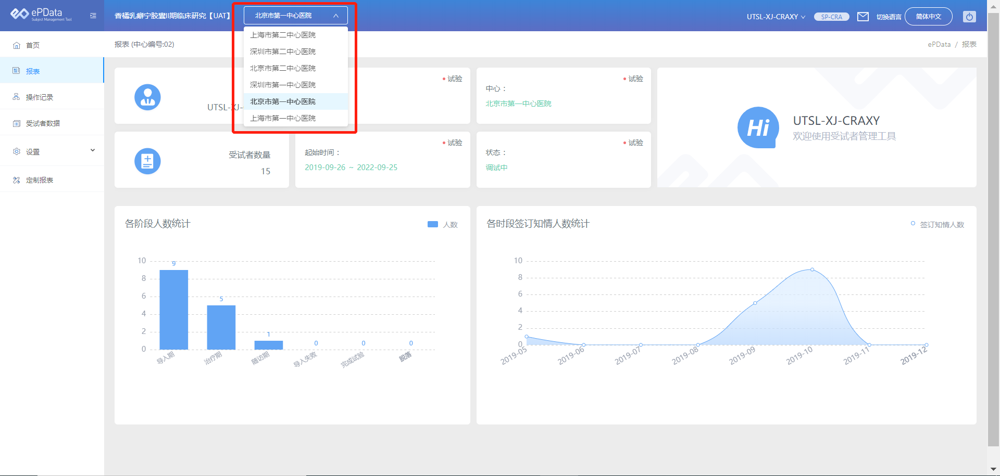 ePData
Subject Management Tool
香橘乳癖宁胶囊II期临床研究【UAT】
北京市第一中心医院
UTSL-XJ-CRAXY
SP-CRA
切换语言
简体中文
首页
报表
操作记录
受试者数据
设置
定制报表
报表 (中心编号:02)
ePData / 报表
上海市第二中心医院
深圳市第二中心医院
北京市第二中心医院
深圳市第一中心医院
北京市第一中心医院
上海市第一中心医院
UTSL-XJ-
试验
试验
中心：
北京市第一中心医院
Hi
UTSL-XJ-CRAXY
欢迎使用受试者管理工具
受试者数量
15
试验
起始时间：
2019-09-26 ~ 2022-09-25
试验
状态：
调试中
各阶段人数统计
人数
10
8
6
4
2
0
9
5
1
0
0
0
导入期
治疗期
随访期
导入失败
完成试验
脱落
各时段签订知情人数统计
签订知情人数
10
8
6
4
2
0
2019-05
2019-06
2019-07
2019-08
2019-09
2019-10
2019-11
2019-12